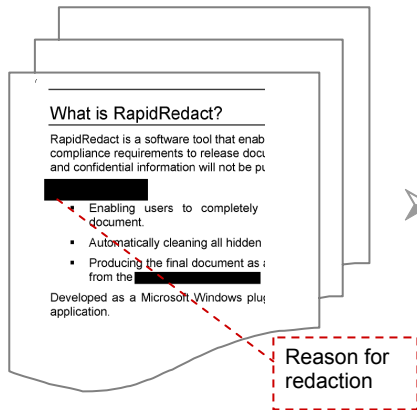 What is RapidRedact?
RapidRedact is a software tool that enab
compliance requirements to release docu
and confidential information will not be pu
▪ Enabling users to completely
document.
▪ Automatically cleaning all hidden
▪ Producing the final document as a
from the
Developed as a Microsoft Windows plug
application.
Reason for
redaction